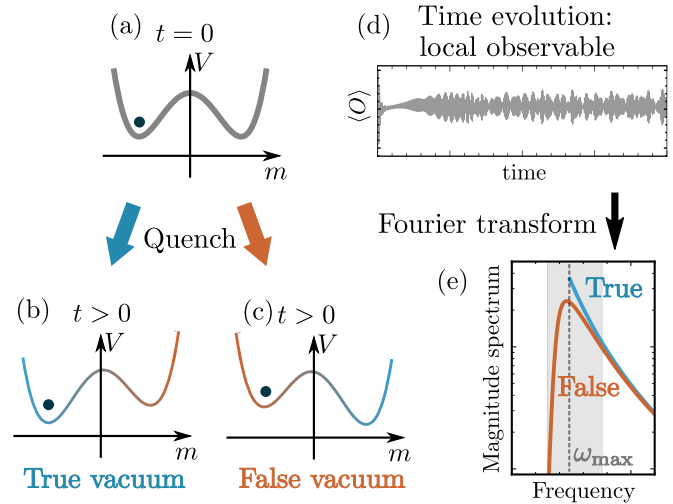 (a)
t = 0
V
m
Quench
(b)
t > 0
V
m
True vacuum
(c)
t > 0
V
m
False vacuum
(d)
Time evolution:
local observable
⟨O⟩
time
Fourier transform
(e)
Magnitude spectrum
True
False
ω_max
Frequency